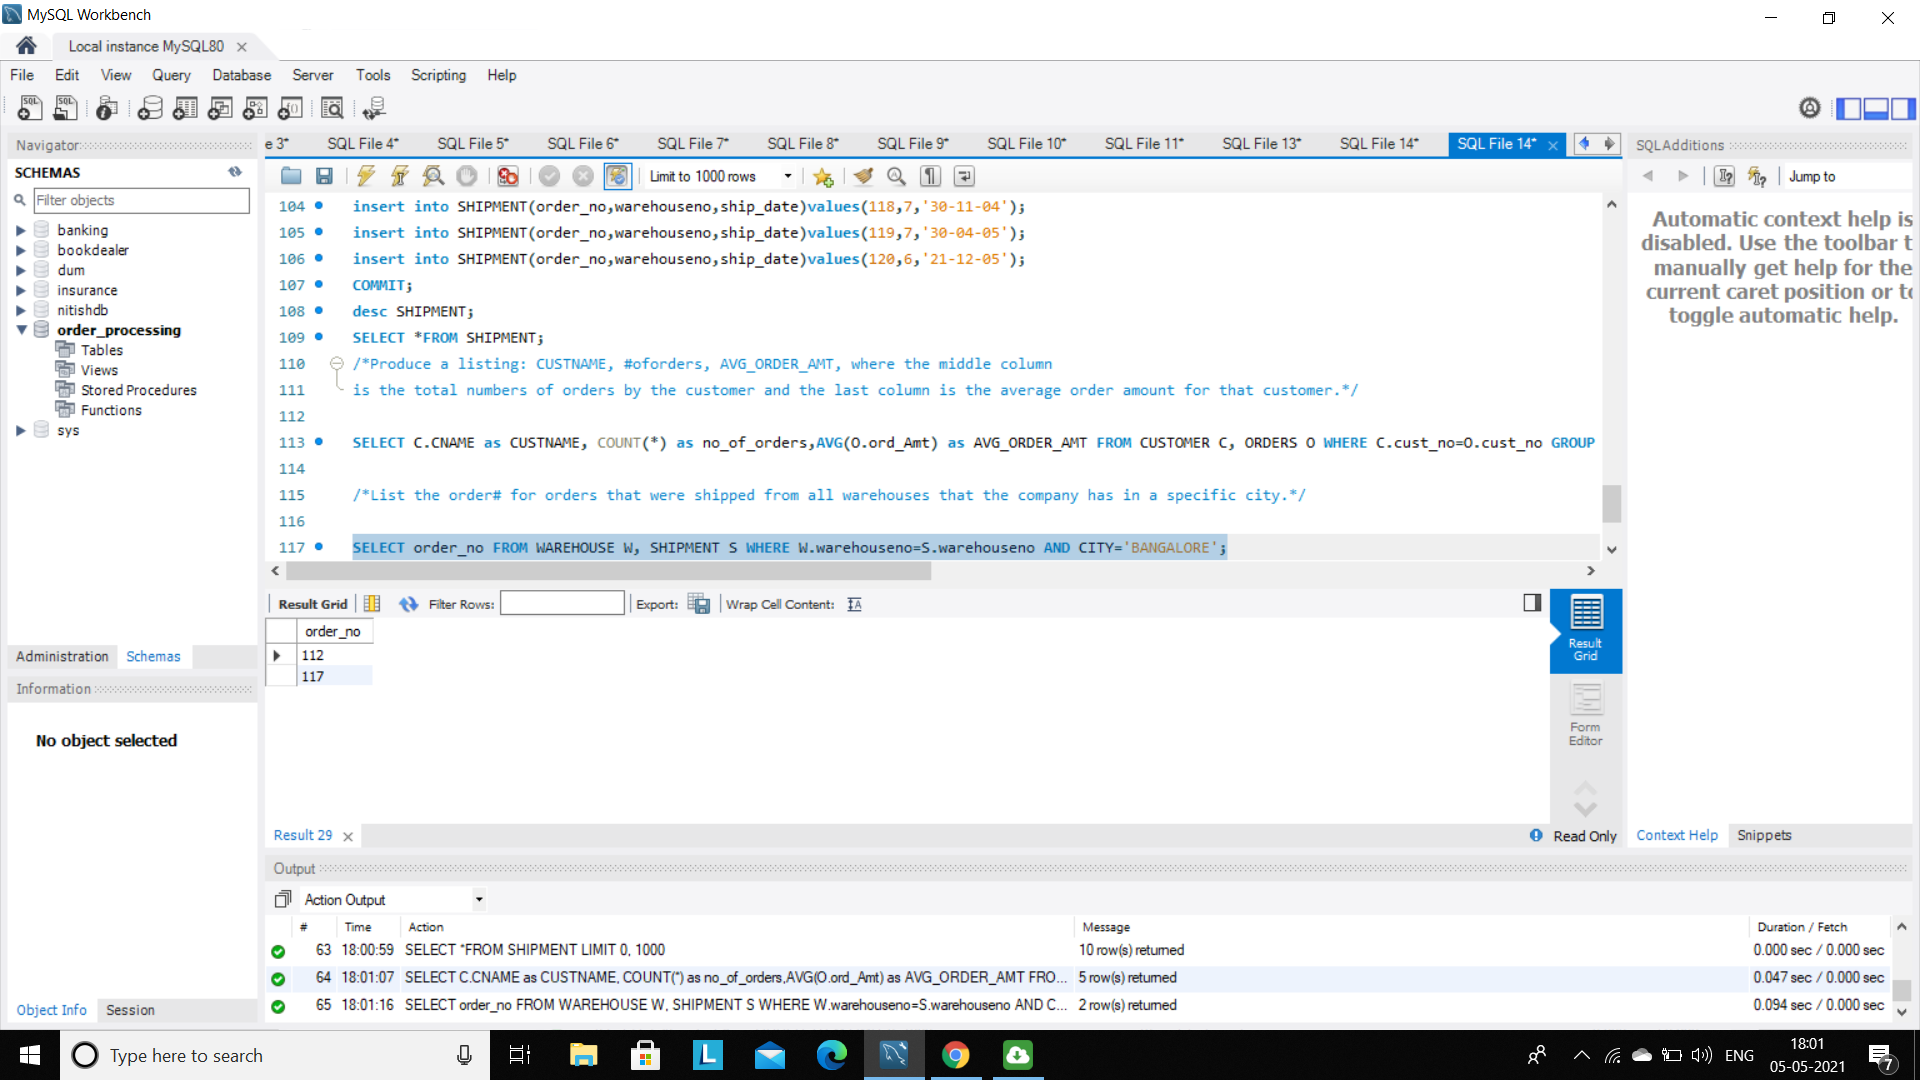 MySQL Workbench
Local instance MySQL80
File Edit View Query Database Server Tools Scripting Help
Navigator
SCHEMAS
Filter objects
banking
bookdealer
dum
insurance
nitishdb
order_processing
Tables
Views
Stored Procedures
Functions
sys
Administration Schemas
Information
No object selected
Object Info Session
e 3* SQL File 4* SQL File 5* SQL File 6* SQL File 7* SQL File 8* SQL File 9* SQL File 10* SQL File 11* SQL File 13* SQL File 14* SQL File 14*
Limit to 1000 rows
104 insert into SHIPMENT(order_no,warehouseno,ship_date)values(118,7,'30-11-04');
105 insert into SHIPMENT(order_no,warehouseno,ship_date)values(119,7,'30-04-05');
106 insert into SHIPMENT(order_no,warehouseno,ship_date)values(120,6,'21-12-05');
107 COMMIT;
108 desc SHIPMENT;
109 SELECT *FROM SHIPMENT;
110 /*Produce a listing: CUSTNAME, #oforders, AVG_ORDER_AMT, where the middle column
111 is the total numbers of orders by the customer and the last column is the average order amount for that customer.*/
112
113 SELECT C.CNAME as CUSTNAME, COUNT(*) as no_of_orders,AVG(O.ord_Amt) as AVG_ORDER_AMT FROM CUSTOMER C, ORDERS O WHERE C.cust_no=O.cust_no GROUP
114
115 /*List the order# for orders that were shipped from all warehouses that the company has in a specific city.*/
116
117 SELECT order_no FROM WAREHOUSE W, SHIPMENT S WHERE W.warehouseno=S.warehouseno AND CITY='BANGALORE';
Result Grid Filter Rows: Export: Wrap Cell Content:
order_no
112
117
Result Grid
Form Editor
Result 29
Read Only
Output
Action Output
# Time Action Message Duration / Fetch
63 18:00:59 SELECT *FROM SHIPMENT LIMIT 0, 1000 10 row(s) returned 0.000 sec / 0.000 sec
64 18:01:07 SELECT C.CNAME as CUSTNAME, COUNT(*) as no_of_orders,AVG(O.ord_Amt) as AVG_ORDER_AMT FRO... 5 row(s) returned 0.047 sec / 0.000 sec
65 18:01:16 SELECT order_no FROM WAREHOUSE W, SHIPMENT S WHERE W.warehouseno=S.warehouseno AND C... 2 row(s) returned 0.094 sec / 0.000 sec
SQLAdditions
Jump to
Automatic context help is
disabled. Use the toolbar t
manually get help for the
current caret position or to
toggle automatic help.
Context Help Snippets
Type here to search
ENG
18:01
05-05-2021
7